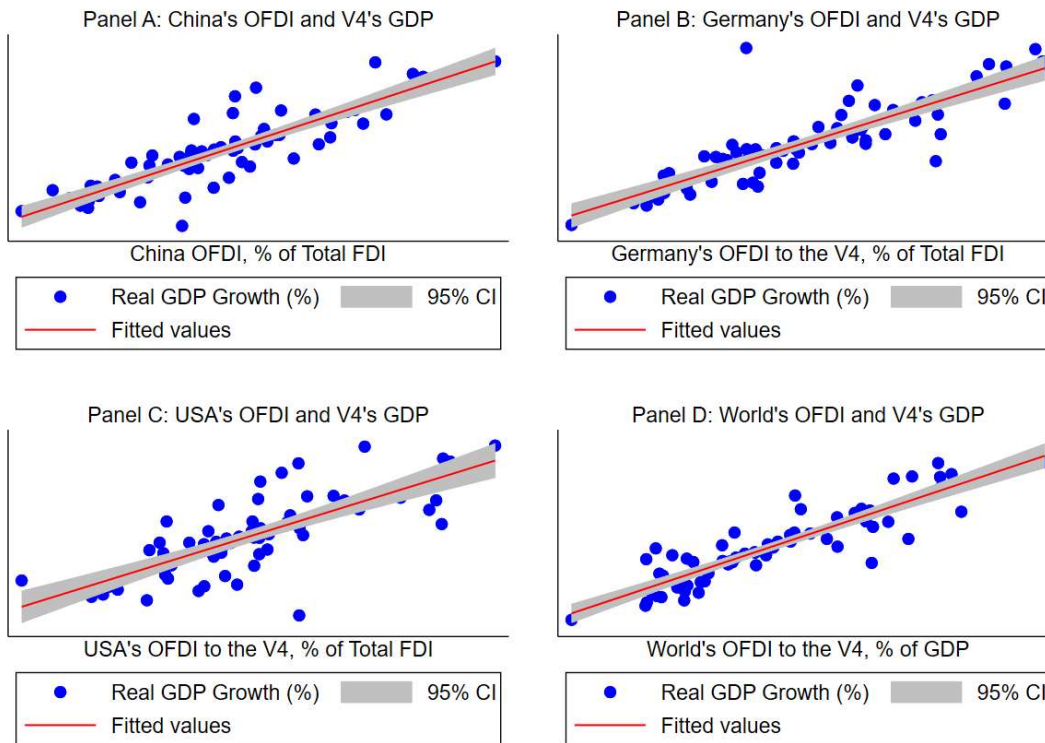 Panel A: China's OFDI and V4's GDP
China OFDI, % of Total FDI
Real GDP Growth (%)
95% CI
Fitted values
Panel B: Germany's OFDI and V4's GDP
Germany's OFDI to the V4, % of Total FDI
Real GDP Growth (%)
95% CI
Fitted values
Panel C: USA's OFDI and V4's GDP
USA's OFDI to the V4, % of Total FDI
Real GDP Growth (%)
95% CI
Fitted values
Panel D: World's OFDI and V4's GDP
World's OFDI to the V4, % of GDP
Real GDP Growth (%)
95% CI
Fitted values